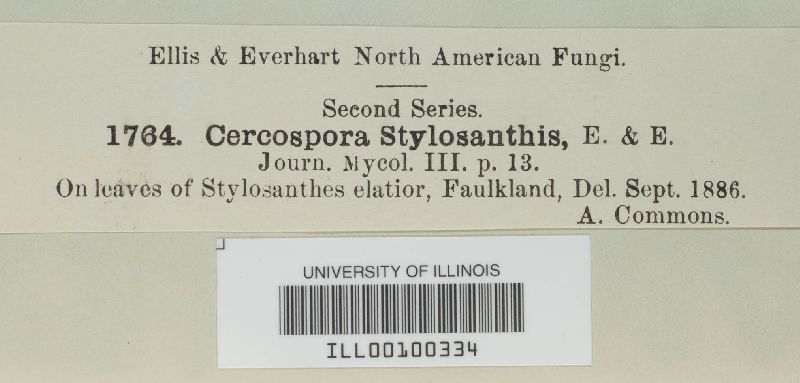 Ellis & Everhart North American Fungi.
Second Series.
1764. Cercospora Stylosanthis, E. & E.
Journ. Mycol. III. p. 13.
On leaves of Stylosanthes elatior, Faulkland, Del. Sept. 1886.
A. Commons.
UNIVERSITY OF ILLINOIS
ILL00100334